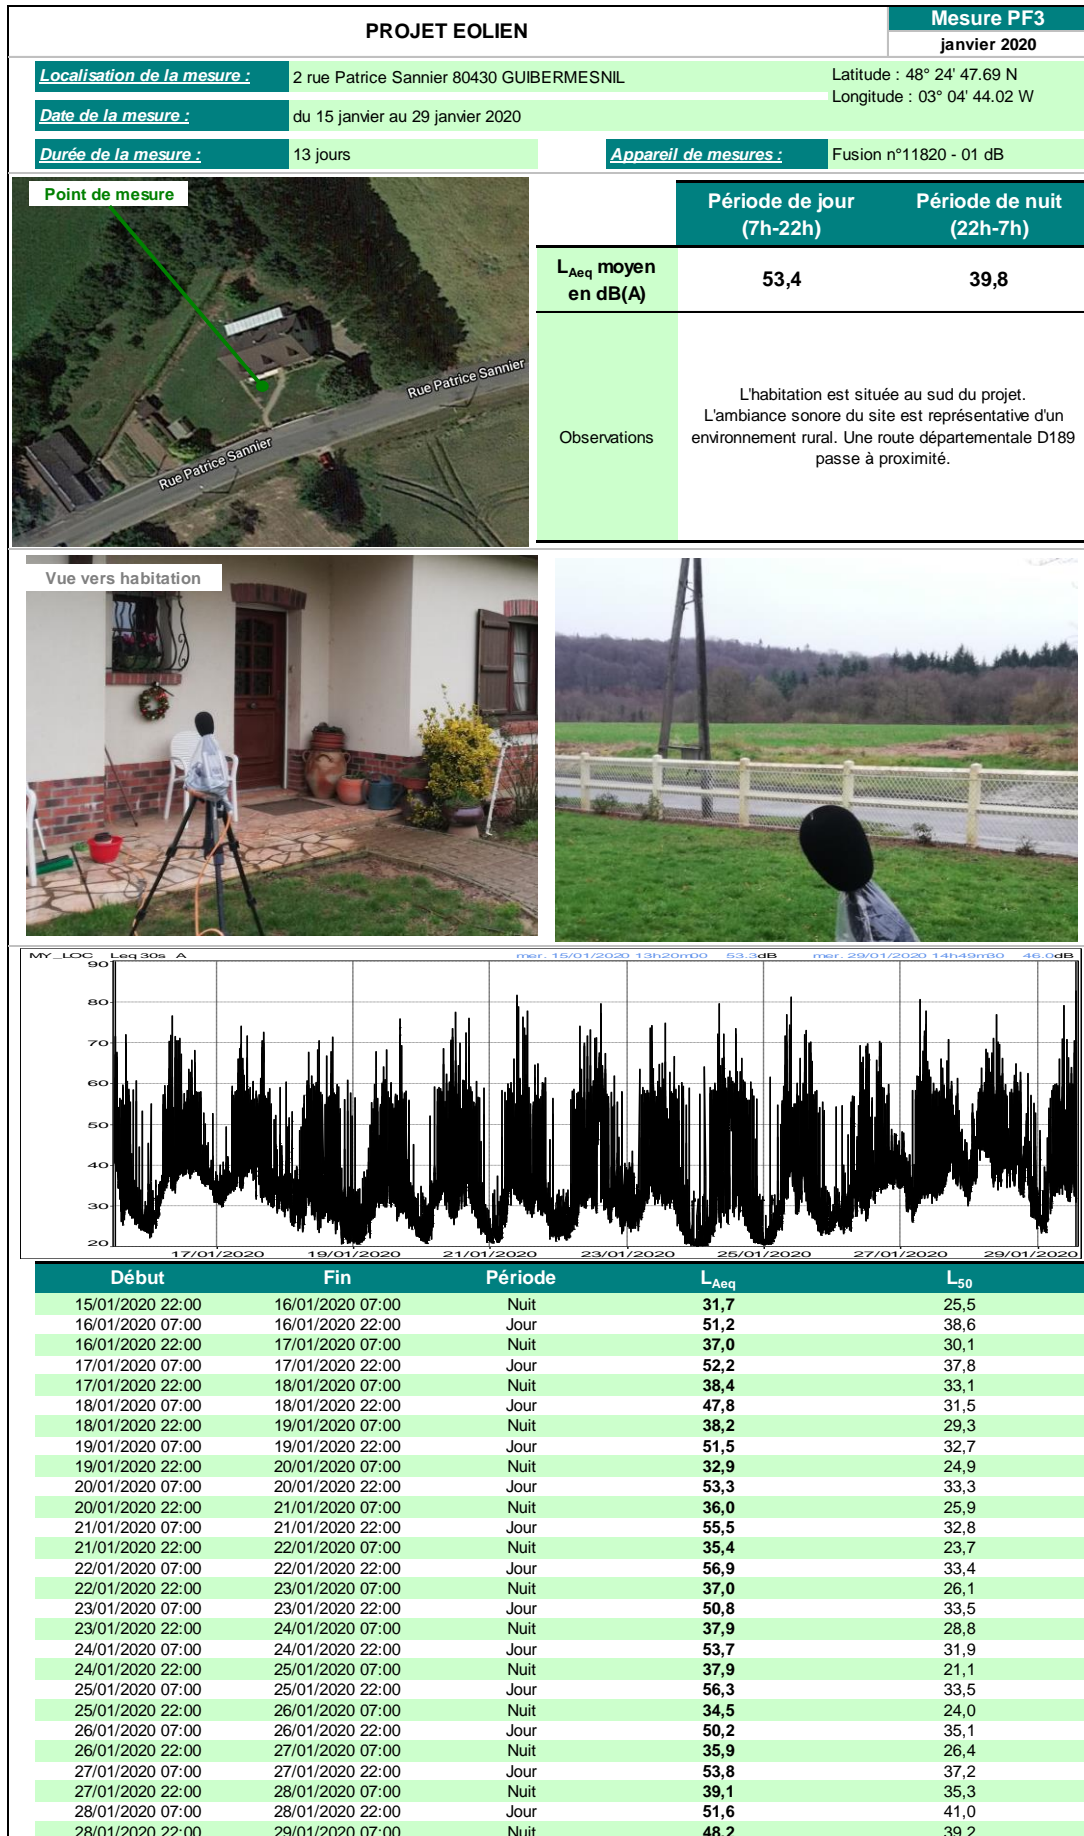 PROJET EOLIEN
Mesure PF3
janvier 2020
Localisation de la mesure :
2 rue Patrice Sannier 80430 GUIBERMESNIL
Latitude : 48° 24' 47.69 N
Longitude : 03° 04' 44.02 W
Date de la mesure :
du 15 janvier au 29 janvier 2020
Durée de la mesure :
13 jours
Appareil de mesures :
Fusion n°11820 - 01 dB
Point de mesure
Rue Patrice Sannier
Rue Patrice Sannier
Période de jour
(7h-22h)
Période de nuit
(22h-7h)
LAeq moyen
en dB(A)
53,4
39,8
Observations
L'habitation est située au sud du projet.
L'ambiance sonore du site est représentative d'un
environnement rural. Une route départementale D189
passe à proximité.
Vue vers habitation
MY_LOC Leq 30s A mer. 15/01/2020 13h20m00 53.3dB mer. 29/01/2020 14h49m30 46.0dB
90
80
70
60
50
40
30
20
17/01/2020 19/01/2020 21/01/2020 23/01/2020 25/01/2020 27/01/2020 29/01/2020
Début Fin Période LAeq L50
15/01/2020 22:00 16/01/2020 07:00 Nuit 31,7 25,5
16/01/2020 07:00 16/01/2020 22:00 Jour 51,2 38,6
16/01/2020 22:00 17/01/2020 07:00 Nuit 37,0 30,1
17/01/2020 07:00 17/01/2020 22:00 Jour 52,2 37,8
17/01/2020 22:00 18/01/2020 07:00 Nuit 38,4 33,1
18/01/2020 07:00 18/01/2020 22:00 Jour 47,8 31,5
18/01/2020 22:00 19/01/2020 07:00 Nuit 38,2 29,3
19/01/2020 07:00 19/01/2020 22:00 Jour 51,5 32,7
19/01/2020 22:00 20/01/2020 07:00 Nuit 32,9 24,9
20/01/2020 07:00 20/01/2020 22:00 Jour 53,3 33,3
20/01/2020 22:00 21/01/2020 07:00 Nuit 36,0 25,9
21/01/2020 07:00 21/01/2020 22:00 Jour 55,5 32,8
21/01/2020 22:00 22/01/2020 07:00 Nuit 35,4 23,7
22/01/2020 07:00 22/01/2020 22:00 Jour 56,9 33,4
22/01/2020 22:00 23/01/2020 07:00 Nuit 37,0 26,1
23/01/2020 07:00 23/01/2020 22:00 Jour 50,8 33,5
23/01/2020 22:00 24/01/2020 07:00 Nuit 37,9 28,8
24/01/2020 07:00 24/01/2020 22:00 Jour 53,7 31,9
24/01/2020 22:00 25/01/2020 07:00 Nuit 37,9 21,1
25/01/2020 07:00 25/01/2020 22:00 Jour 56,3 33,5
25/01/2020 22:00 26/01/2020 07:00 Nuit 34,5 24,0
26/01/2020 07:00 26/01/2020 22:00 Jour 50,2 35,1
26/01/2020 22:00 27/01/2020 07:00 Nuit 35,9 26,4
27/01/2020 07:00 27/01/2020 22:00 Jour 53,8 37,2
27/01/2020 22:00 28/01/2020 07:00 Nuit 39,1 35,3
28/01/2020 07:00 28/01/2020 22:00 Jour 51,6 41,0
28/01/2020 22:00 29/01/2020 07:00 Nuit 48,2 39,2